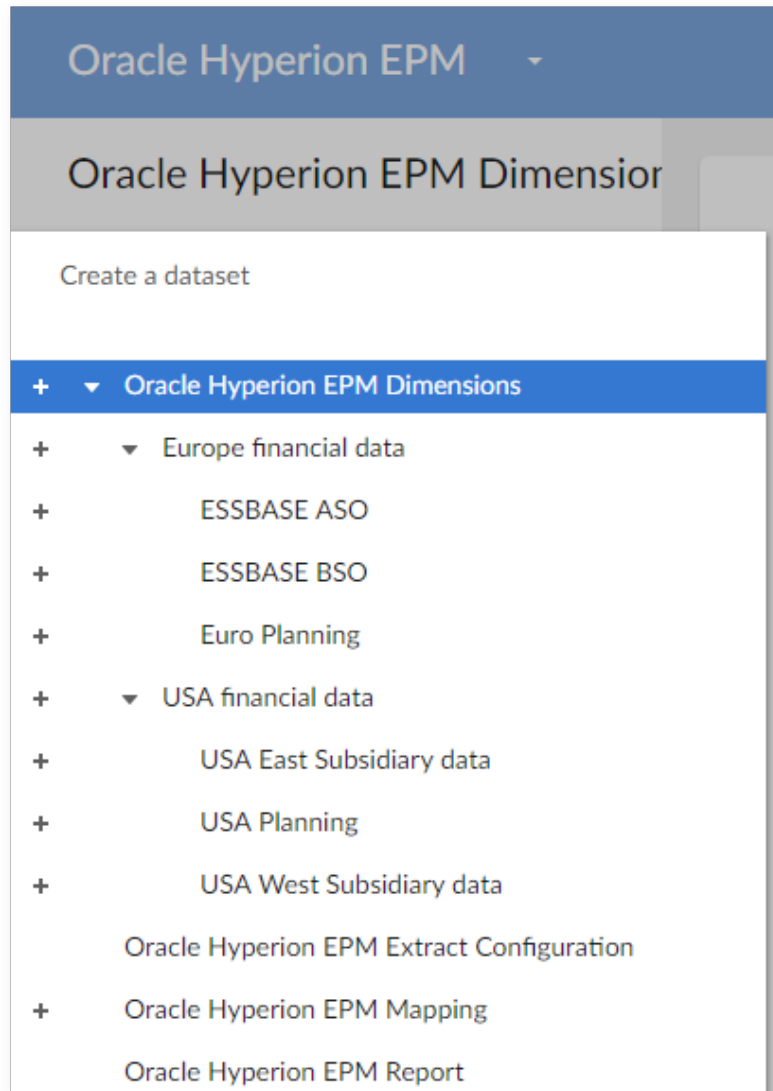 Oracle Hyperion EPM
Oracle Hyperion EPM Dimension
Create a dataset
+ Oracle Hyperion EPM Dimensions
+ Europe financial data
+ ESSBASE ASO
+ ESSBASE BSO
+ Euro Planning
+ USA financial data
+ USA East Subsidiary data
+ USA Planning
+ USA West Subsidiary data
Oracle Hyperion EPM Extract Configuration
+ Oracle Hyperion EPM Mapping
Oracle Hyperion EPM Report